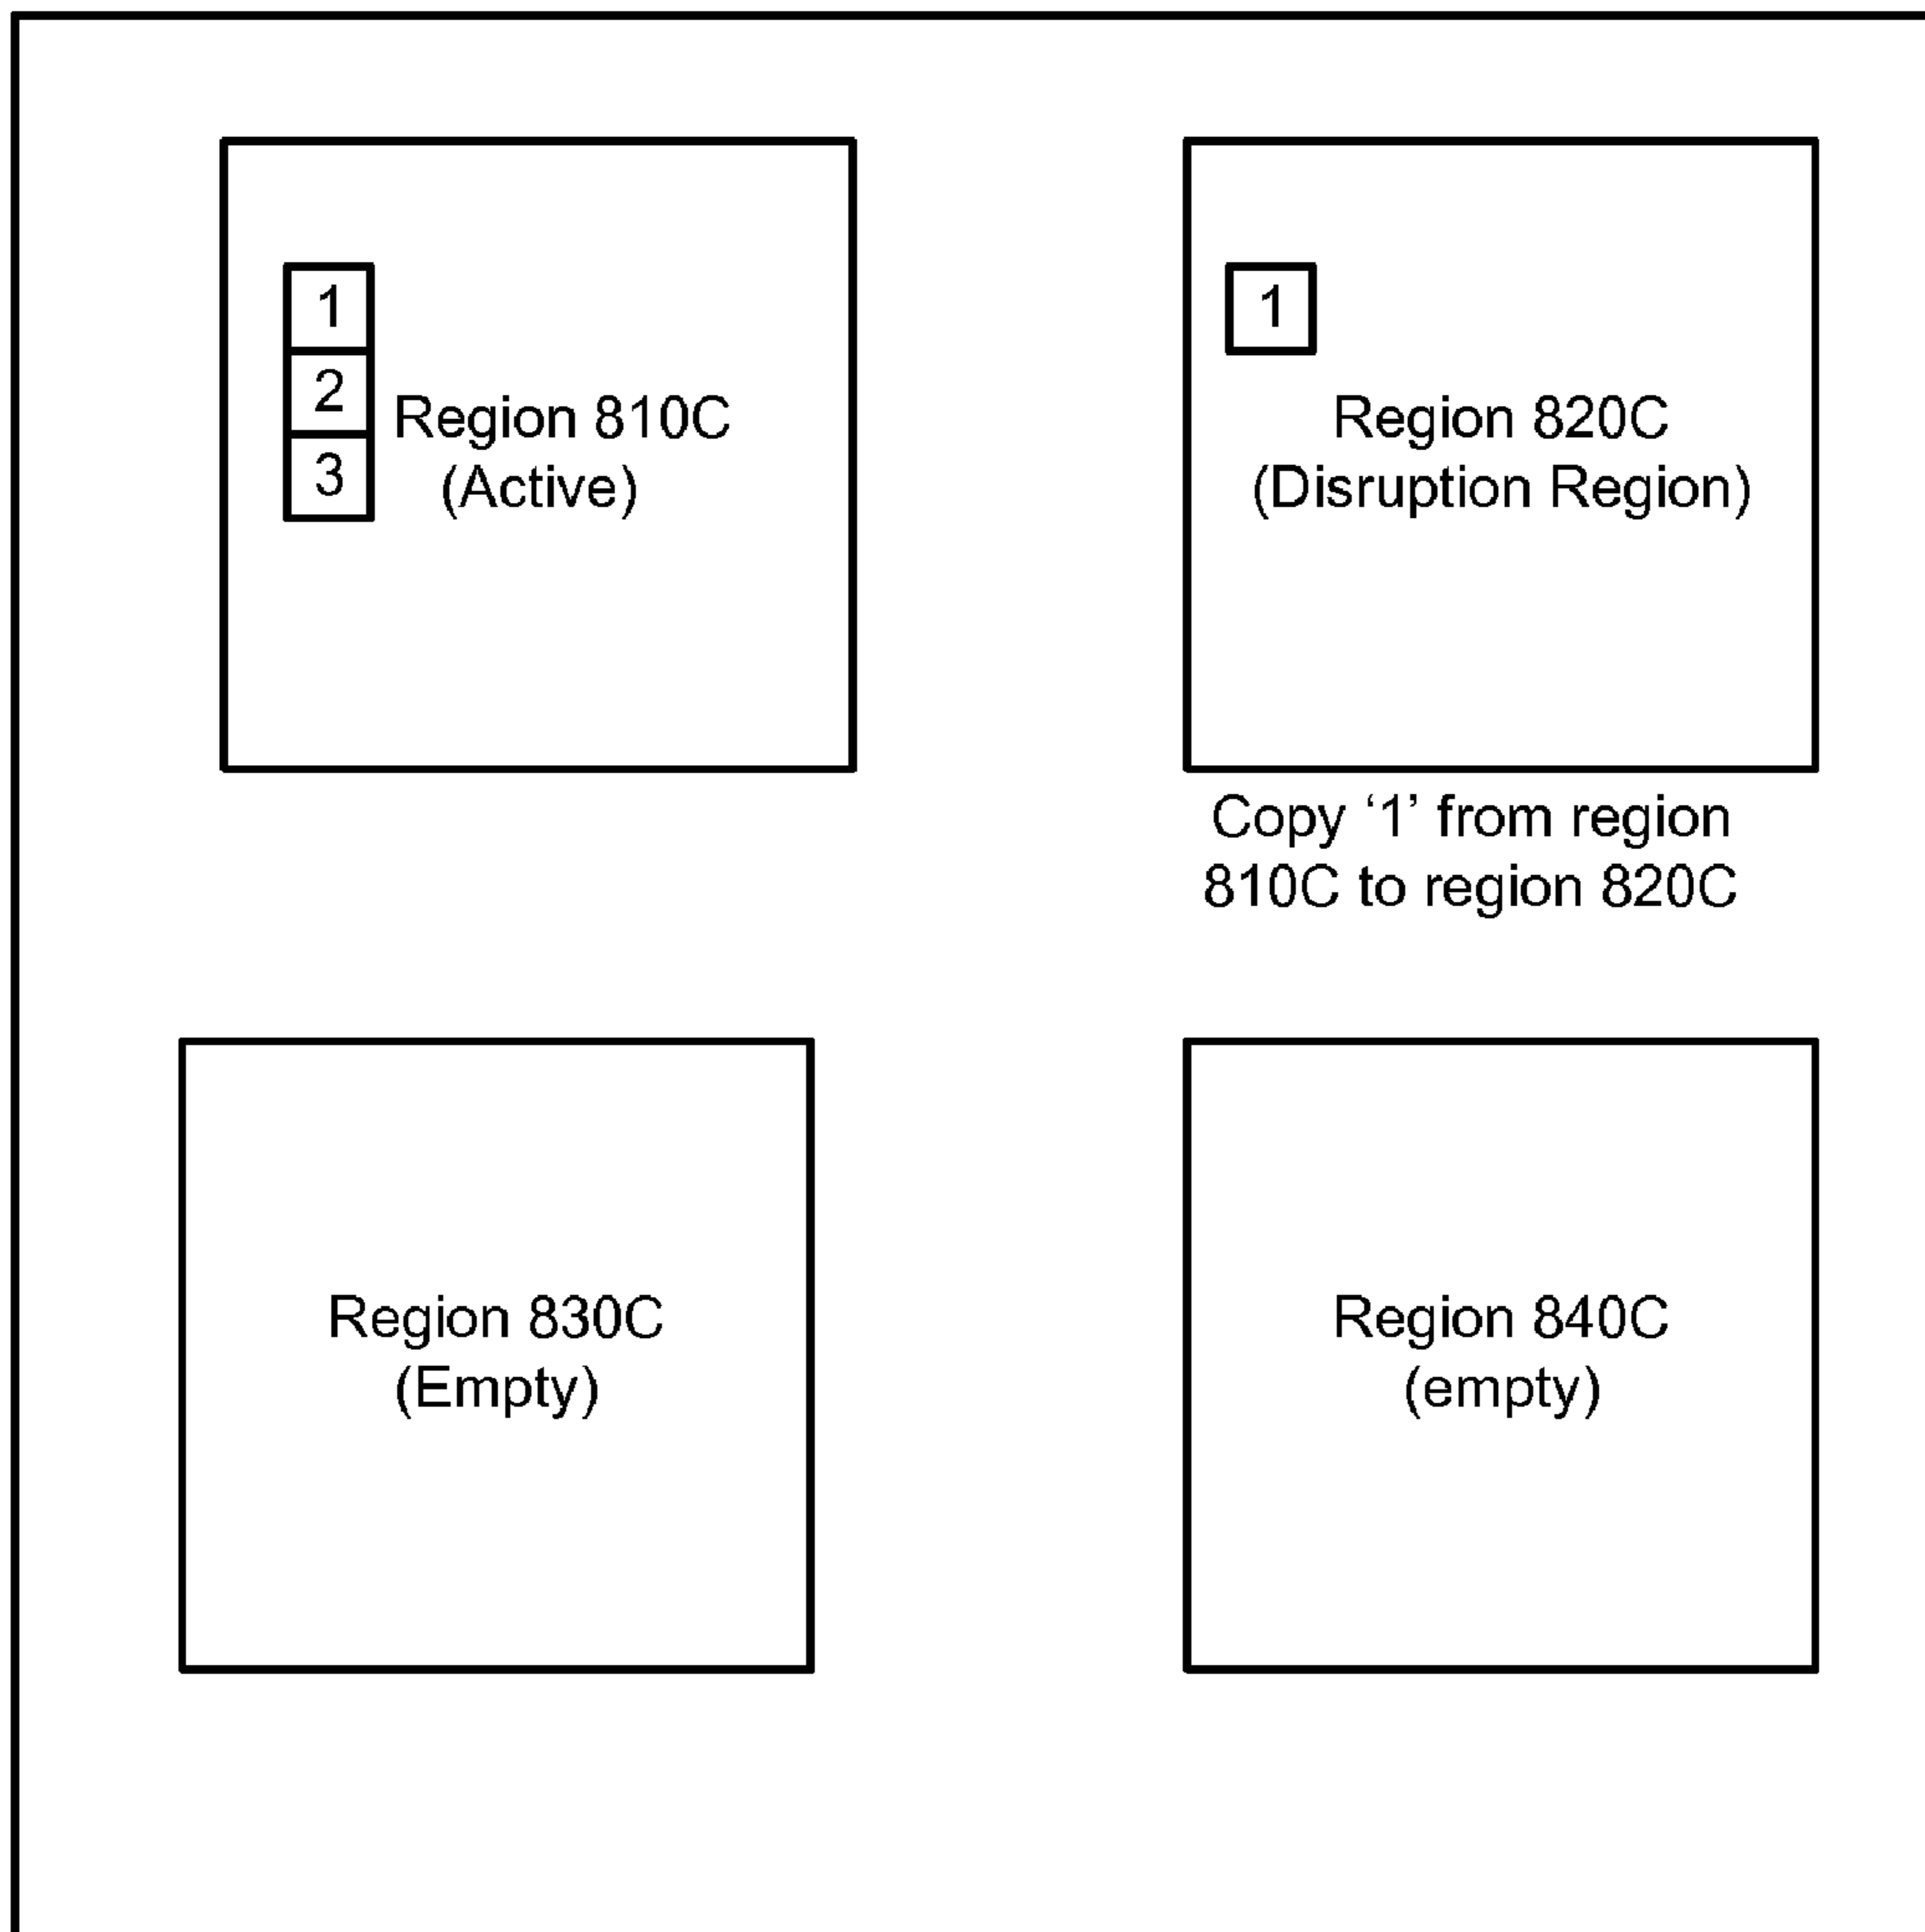 1
2
3
Region 810C
(Active)
1
Region 820C
(Disruption Region)
Copy ‘1’ from region
810C to region 820C
Region 830C
(Empty)
Region 840C
(empty)